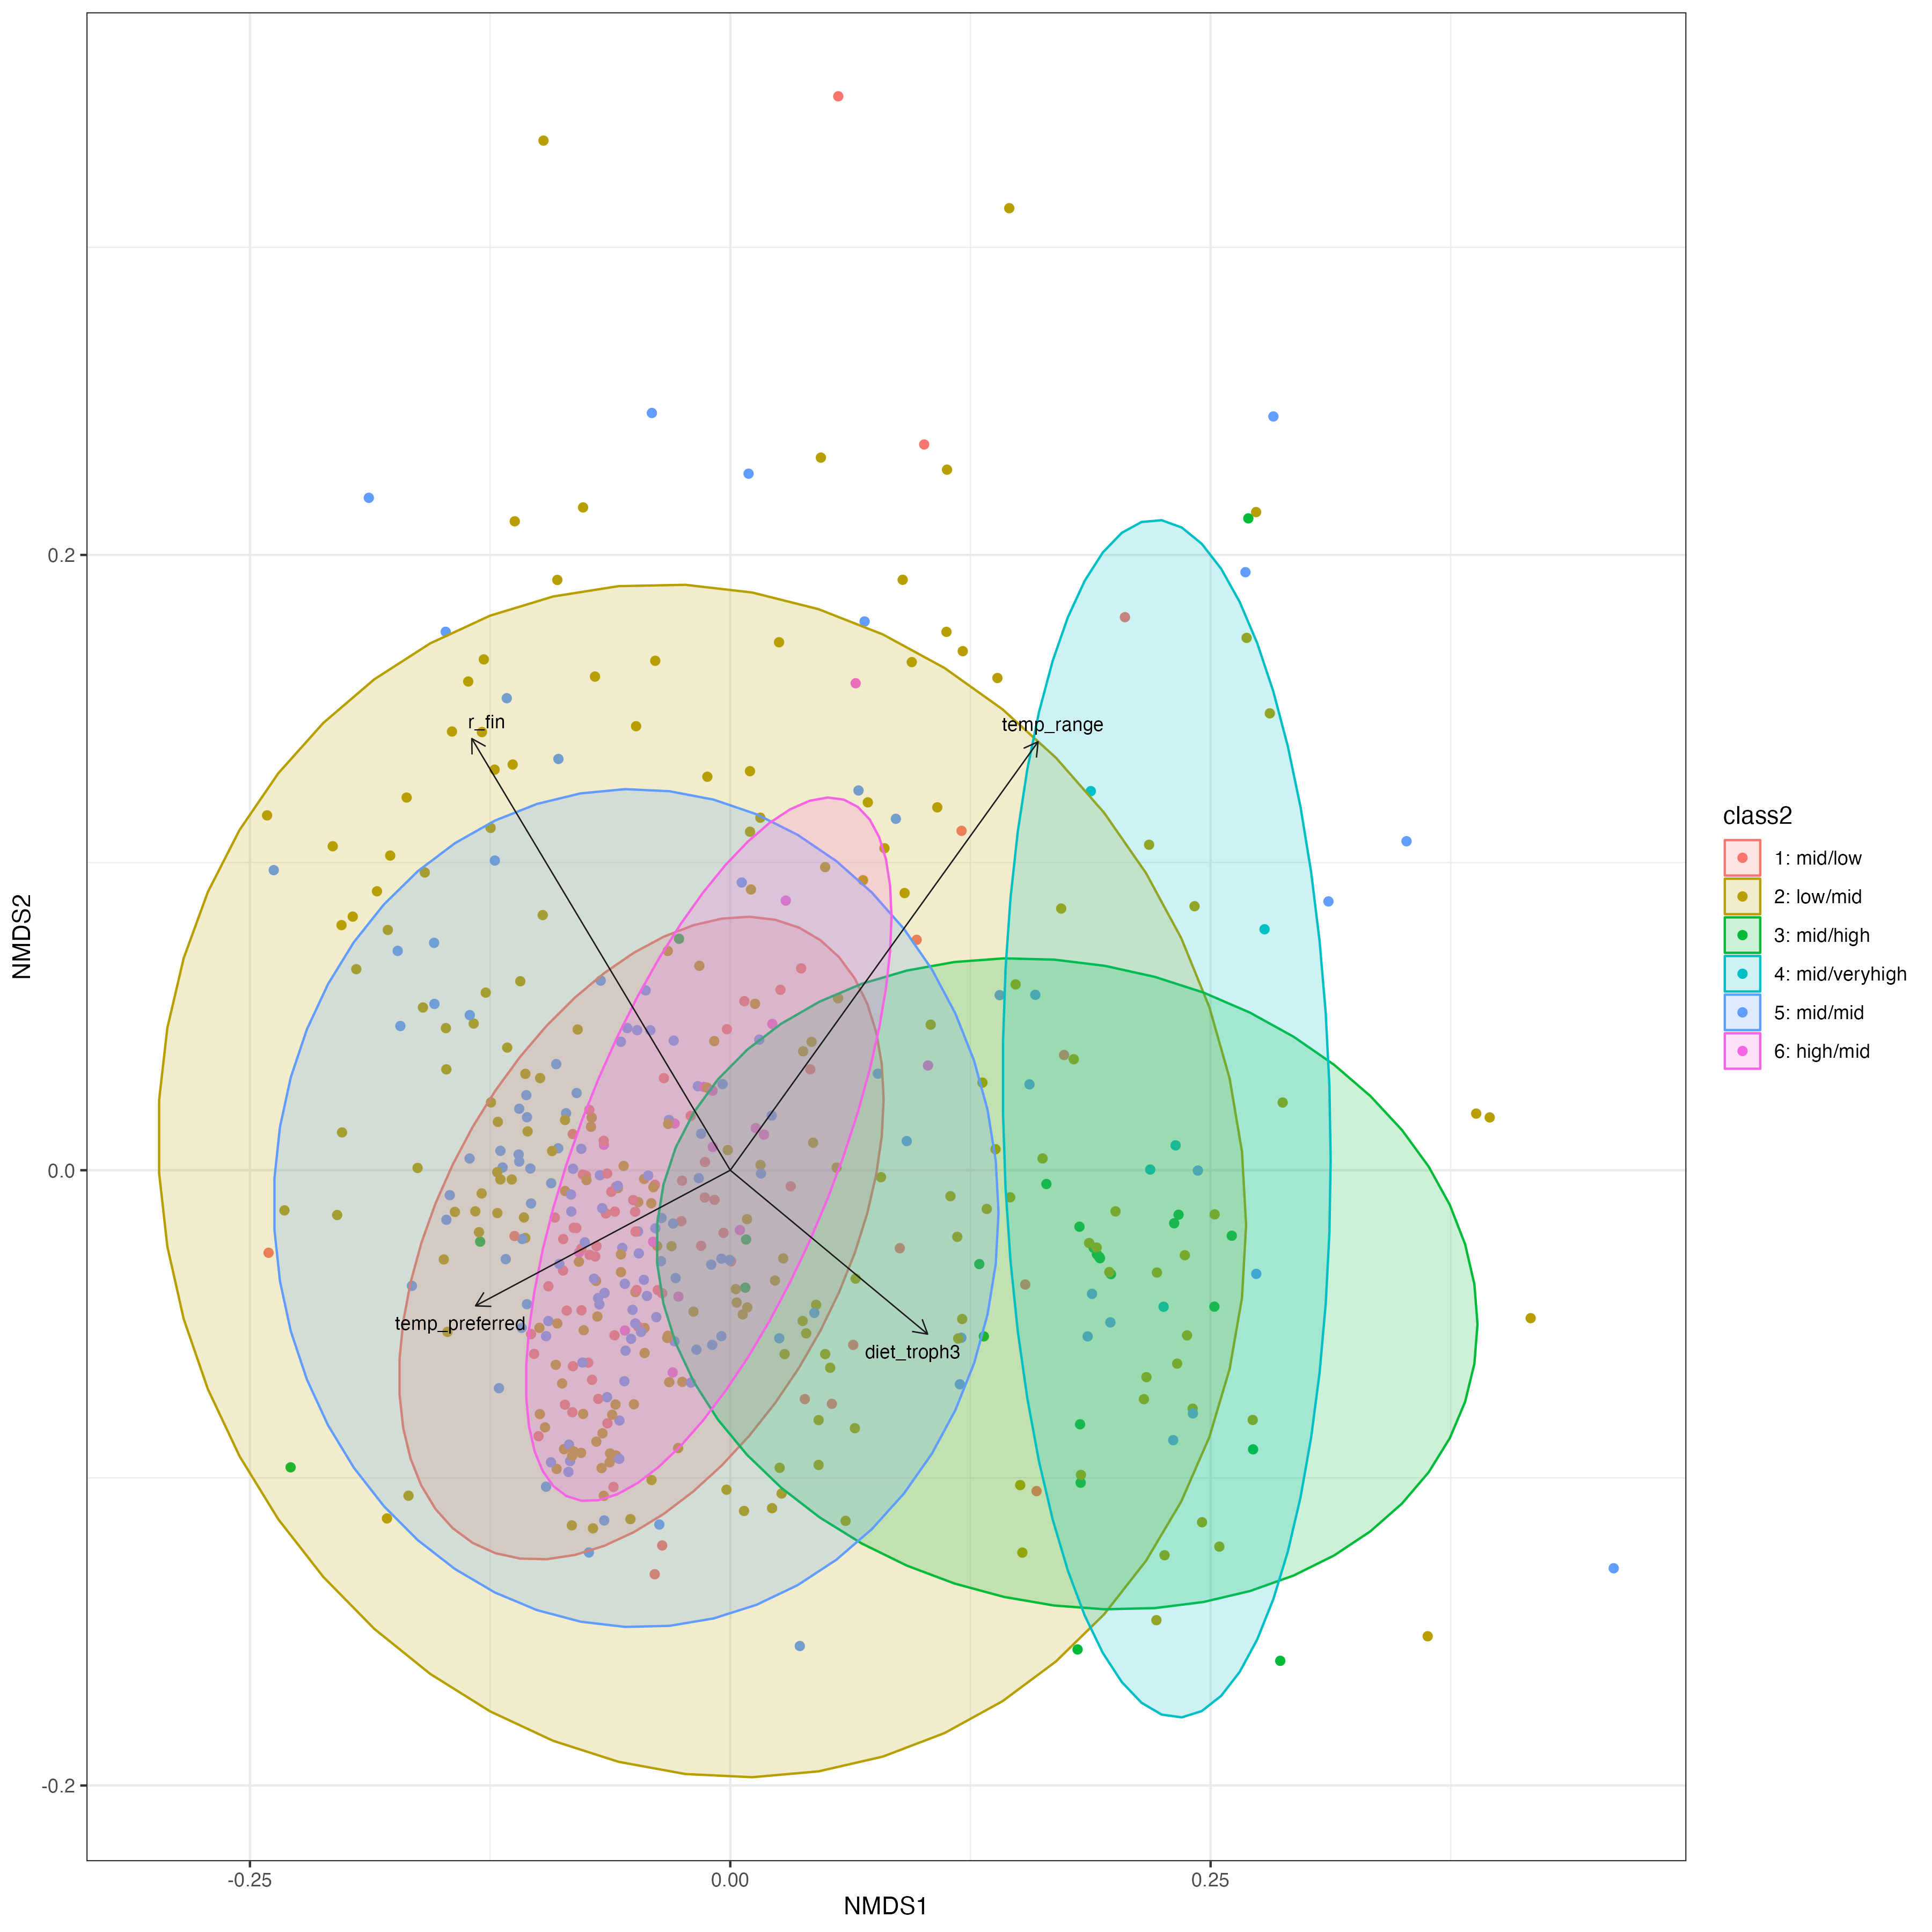 r_fin
temp_range
temp_preferred
diet_troph3
NMDS2
0.2
0.0
-0.2
-0.25
0.00
0.25
NMDS1
class2
1: mid/low
2: low/mid
3: mid/high
4: mid/veryhigh
5: mid/mid
6: high/mid